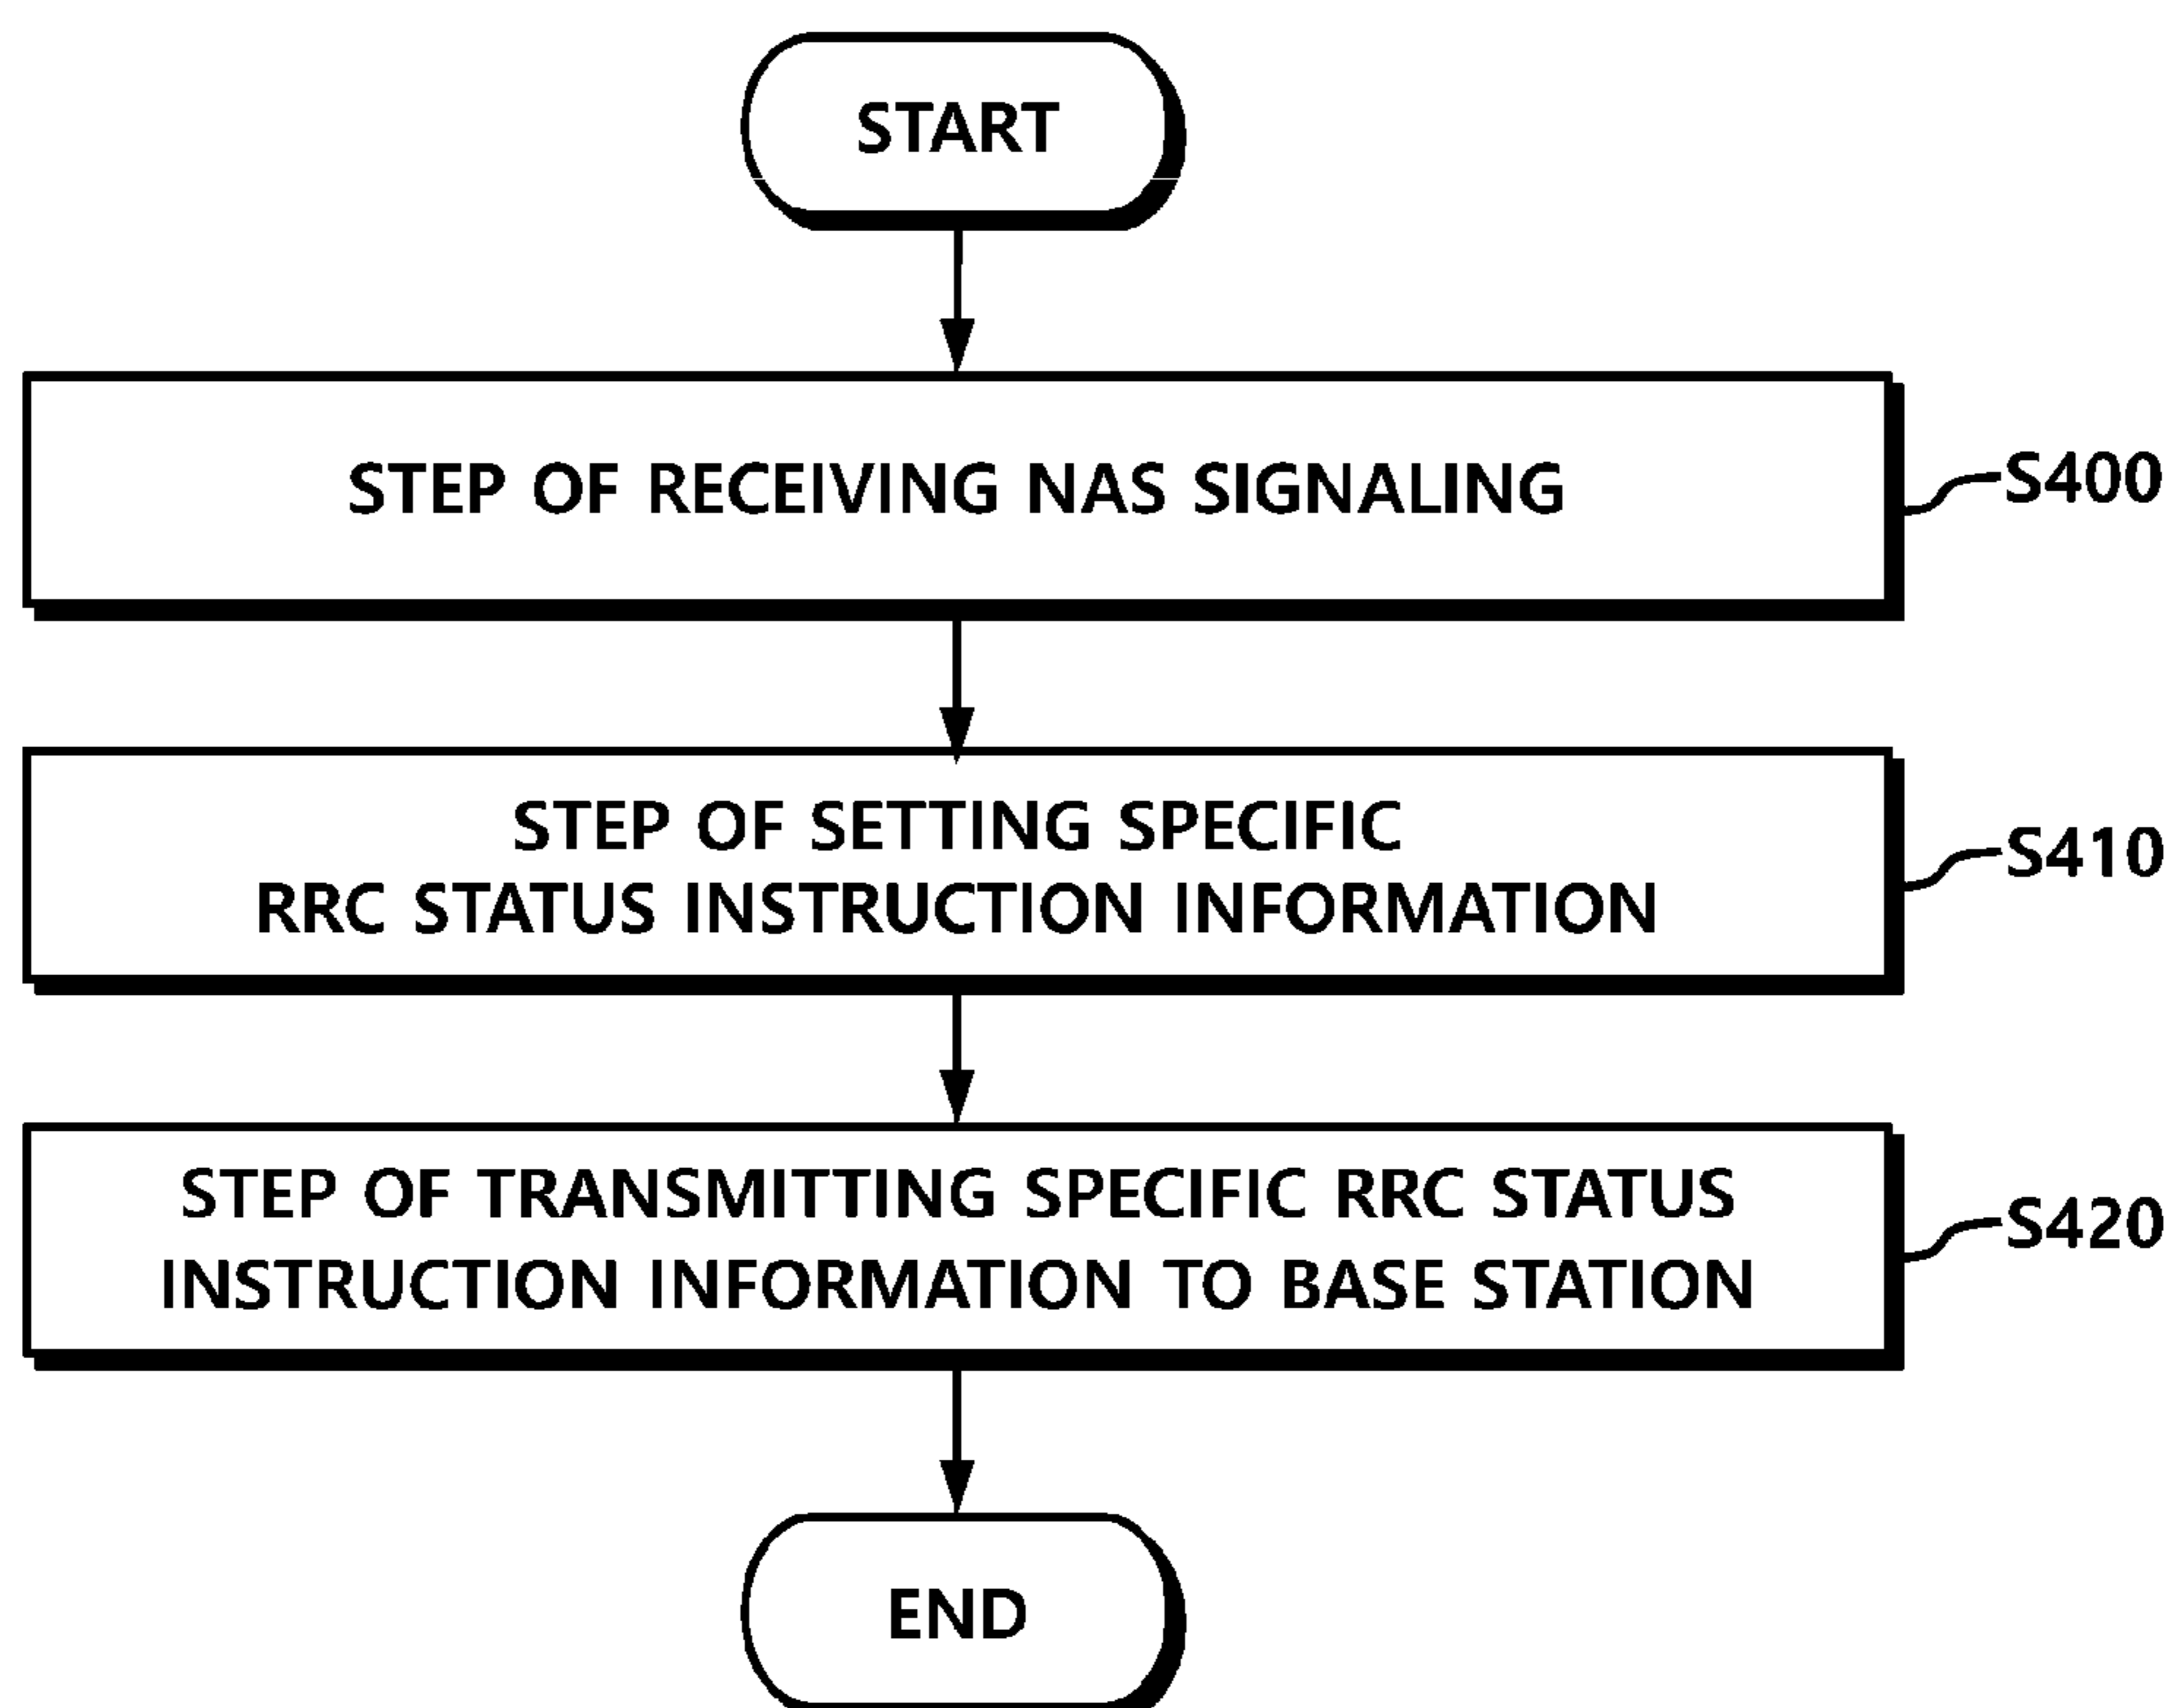 START
STEP OF RECEIVING NAS SIGNALING
S400
STEP OF SETTING SPECIFIC
RRC STATUS INSTRUCTION INFORMATION
S410
STEP OF TRANSMITTING SPECIFIC RRC STATUS
INSTRUCTION INFORMATION TO BASE STATION
S420
END